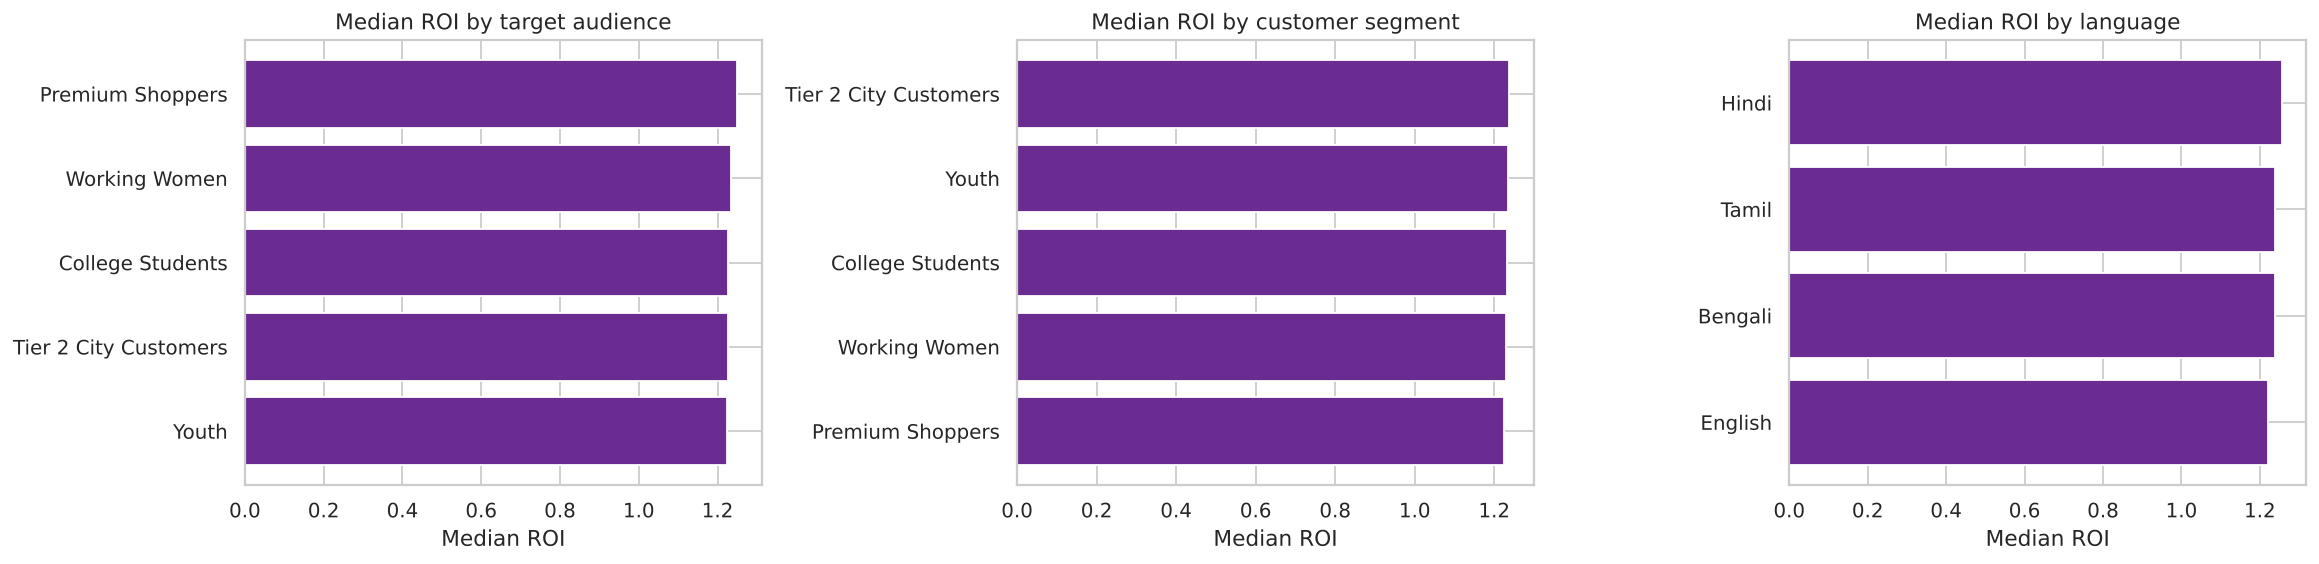 Median ROI by target audience
Premium Shoppers
Working Women
College Students
Tier 2 City Customers
Youth
0.0 0.2 0.4 0.6 0.8 1.0 1.2
Median ROI
Median ROI by customer segment
Tier 2 City Customers
Youth
College Students
Working Women
Premium Shoppers
0.0 0.2 0.4 0.6 0.8 1.0 1.2
Median ROI
Median ROI by language
Hindi
Tamil
Bengali
English
0.0 0.2 0.4 0.6 0.8 1.0 1.2
Median ROI